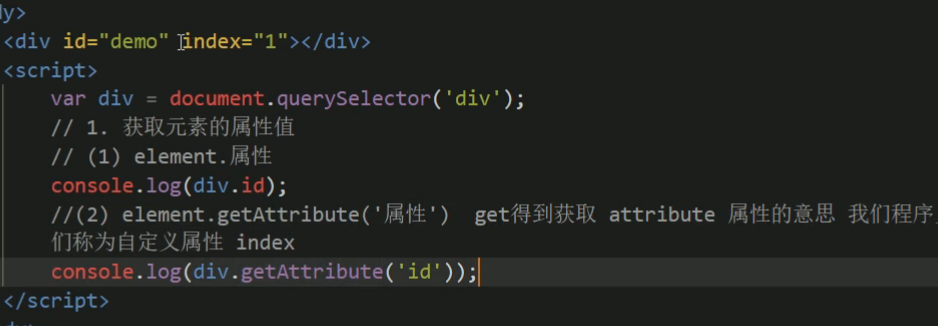 dy>
<div id="demo" index="1"></div>
<script>
var div = document.querySelector('div');
// 1. 获取元素的属性值
// (1) element.属性
console.log(div.id);
//(2) element.getAttribute('属性')  get得到获取 attribute 属性的意思 我们程序
们称为自定义属性 index
console.log(div.getAttribute('id'));
</script>